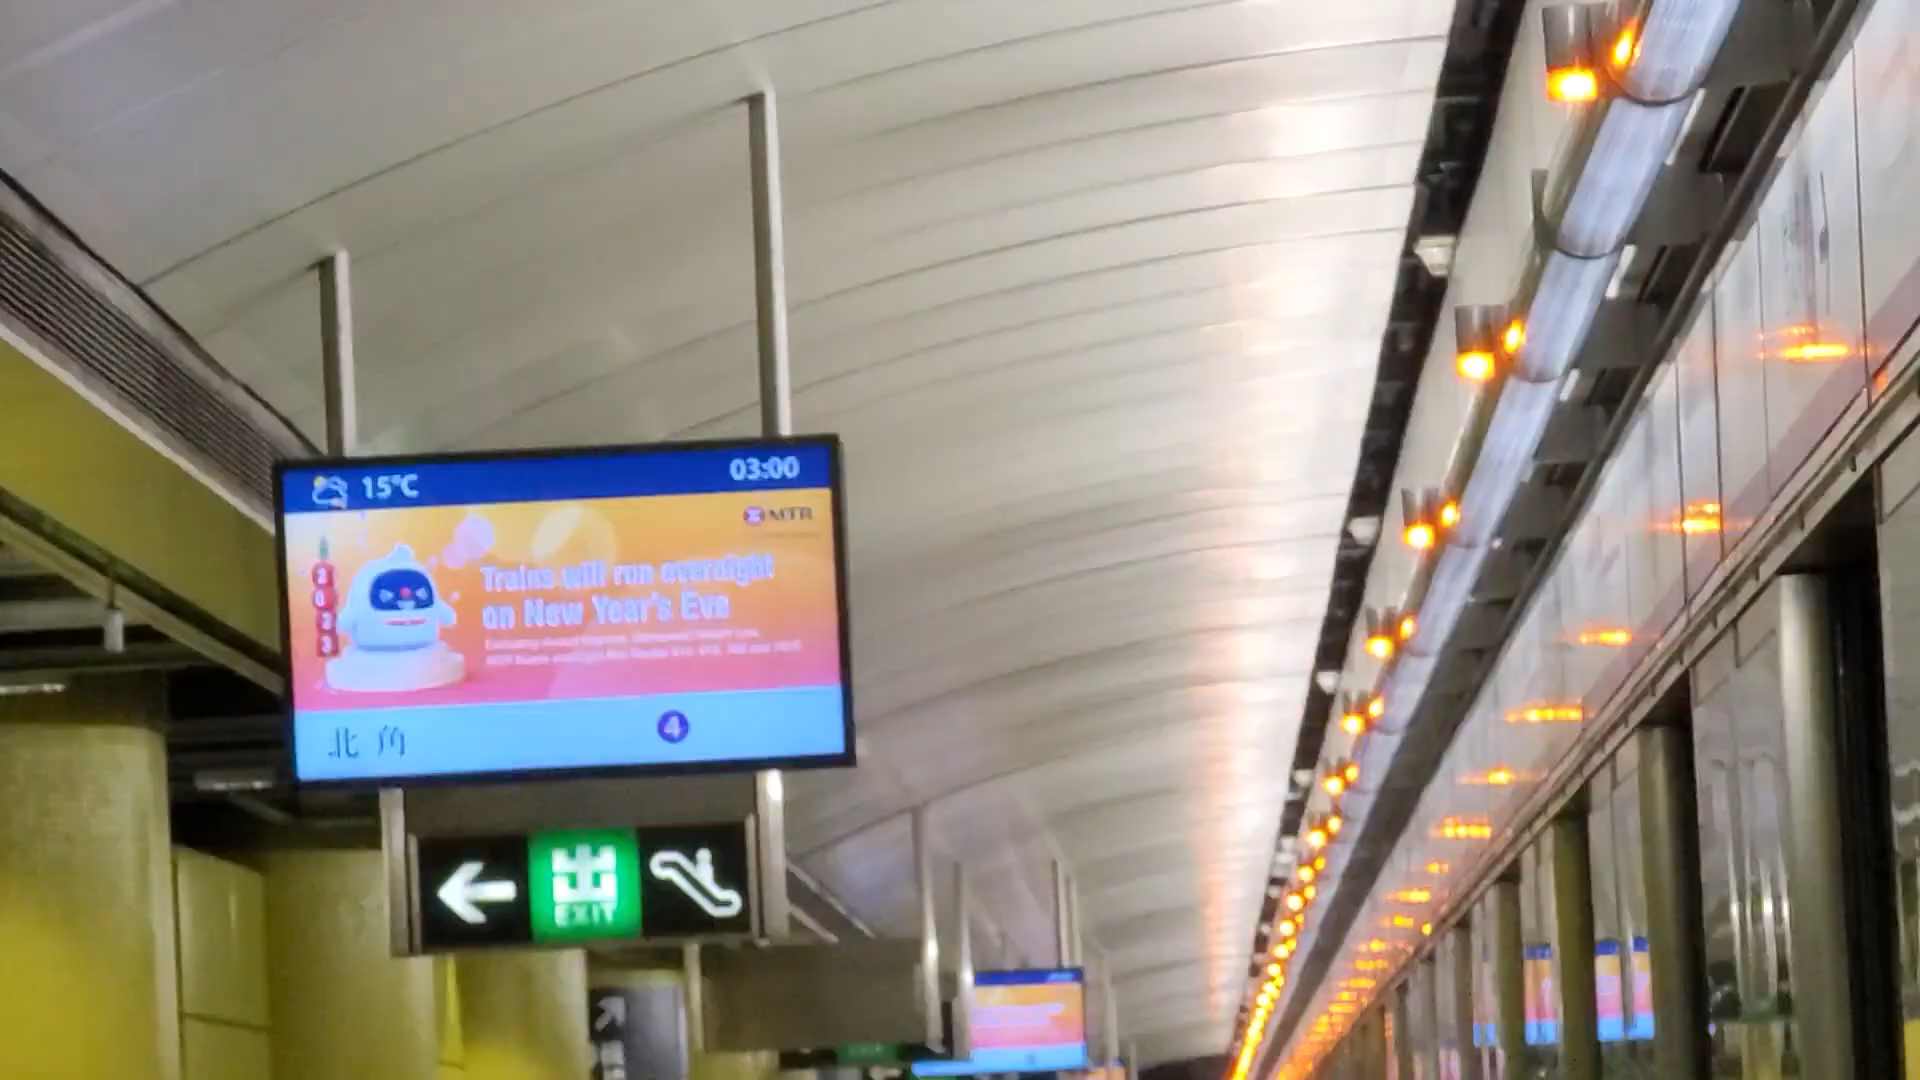 15°C
03:00
MTR
2
0
2
3
Trains will run overnight
on New Year's Eve
北角
4
EXIT